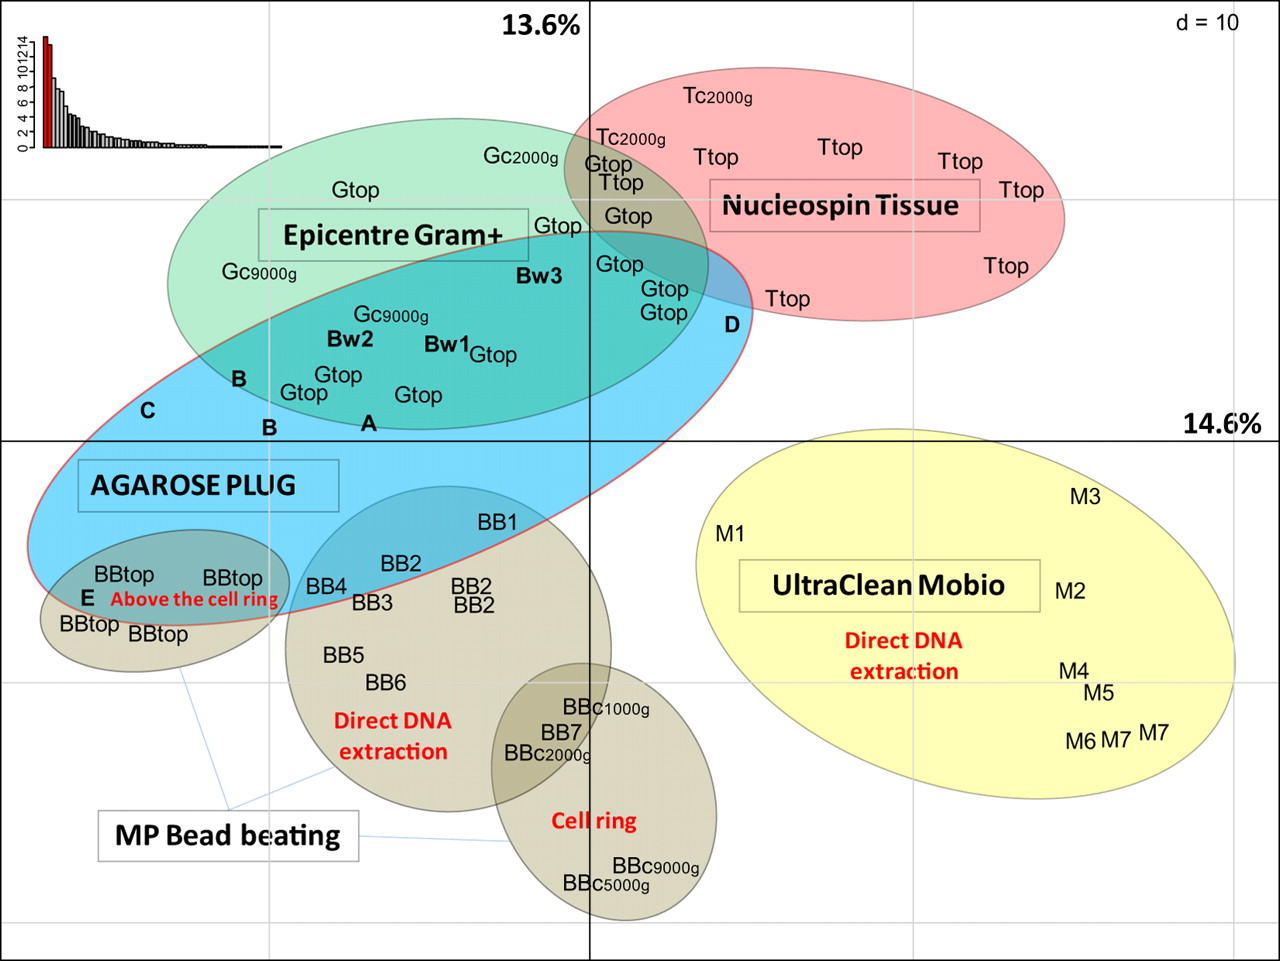 13.6%
d = 10
0 2 4 6 8 10 12 14
Tc2000g
Tc2000g
Gc2000g
Gtop
Ttop
Ttop
Ttop
Ttop
Gtop
Ttop
Ttop
Nucleospin Tissue
Gtop
Gtop
Epicentre Gram+
Gc9000g
Bw3
Gtop
Ttop
Gtop
Ttop
Gc9000g
Gtop
D
Bw2
Bw1
Gtop
B
Gtop
Gtop
Gtop
C
B
A
14.6%
AGAROSE PLUG
M3
BB1
M1
BB2
BBtop
BBtop
BB4
BB2
UltraClean Mobio
M2
E
Above the cell ring
BB3
BB2
BBtop
BBtop
Direct DNA
extraction
BB5
BB6
M4
M5
BBc1000g
Direct DNA
extraction
BB7
BBc2000g
M6
M7
M7
Cell ring
MP Bead beating
BBc9000g
BBc5000g